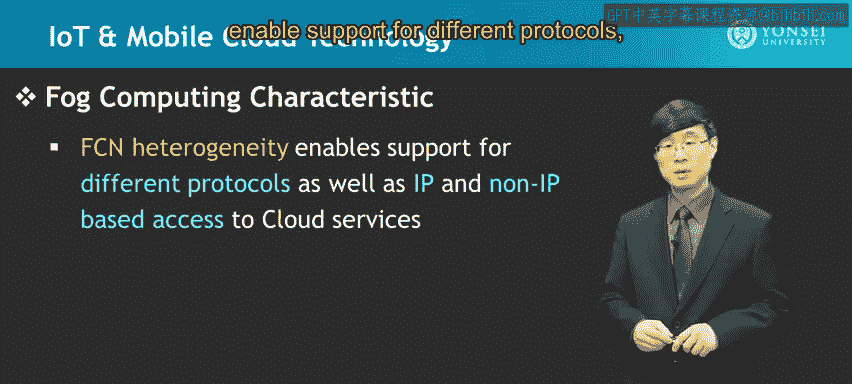 enable support for different protocols,
GPT中英字幕课程资源@bilibili.com
IoT & Mobile Cloud Technology
YONSEI
UNIVERSITY
❖ Fog Computing Characteristic
▪ FCN heterogeneity enables support for
different protocols as well as IP and non-IP
based access to Cloud services